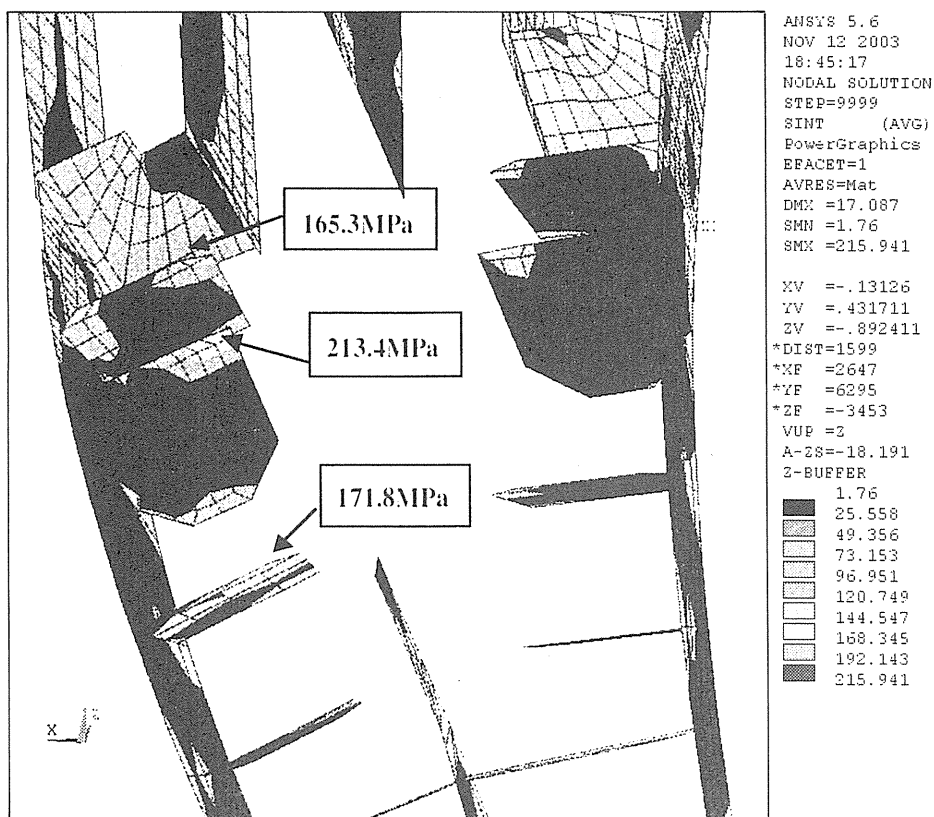 ANSYS 5.6
NOV 12 2003
18:45:17
NODAL SOLUTION
STEP=9999
SINT (AVG)
PowerGraphics
EFACET=1
AVRES=Mat
DMX =17.087
SMN =1.76
SMX =215.941
XV =-.13126
YV =.431711
ZV =-.892411
*DIST=1599
*XF =2647
*YF =6295
*ZF =-3453
VUP =Z
A-ZS=-18.191
Z-BUFFER
1.76
25.558
49.356
73.153
96.951
120.749
144.547
168.345
192.143
215.941
165.3MPa
213.4MPa
171.8MPa
X